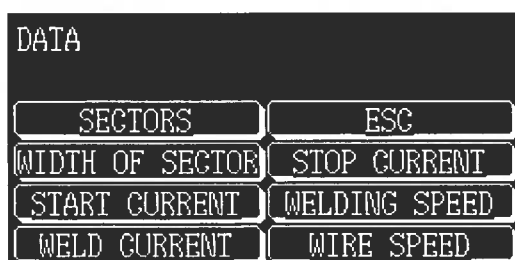 DATA
SECTORS ESC
WIDTH OF SECTOR STOP CURRENT
START CURRENT WELDING SPEED
WELD CURRENT WIRE SPEED